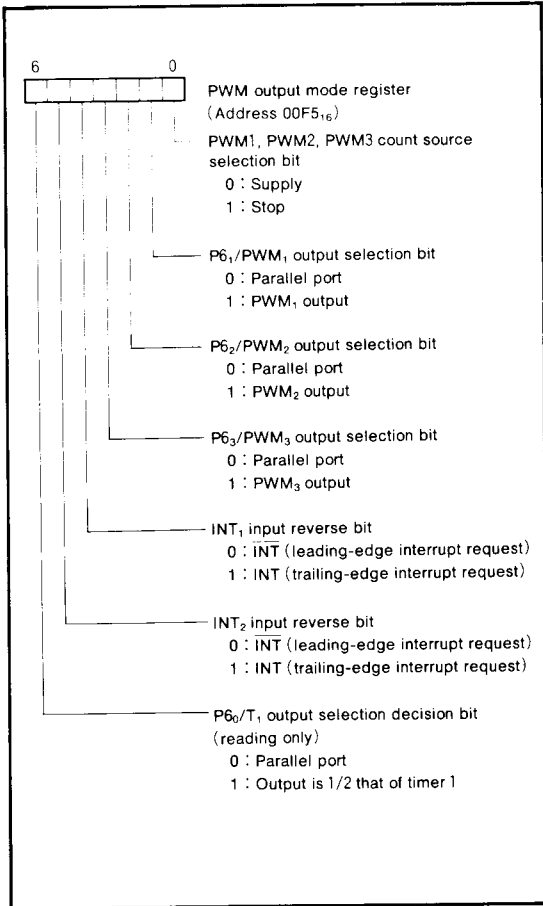 6 0
PWM output mode register
(Address 00F5₁₆)
PWM1, PWM2, PWM3 count source
selection bit
0 : Supply
1 : Stop
P6₁/PWM₁ output selection bit
0 : Parallel port
1 : PWM₁ output
P6₂/PWM₂ output selection bit
0 : Parallel port
1 : PWM₂ output
P6₃/PWM₃ output selection bit
0 : Parallel port
1 : PWM₃ output
INT₁ input reverse bit
0 : I̅N̅T̅ (leading-edge interrupt request)
1 : INT (trailing-edge interrupt request)
INT₂ input reverse bit
0 : I̅N̅T̅ (leading-edge interrupt request)
1 : INT (trailing-edge interrupt request)
P6₀/T₁ output selection decision bit
(reading only)
0 : Parallel port
1 : Output is 1/2 that of timer 1